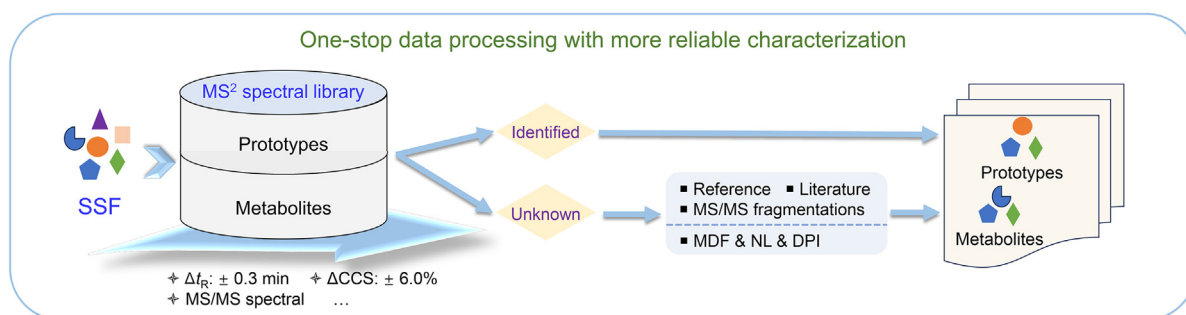 One-stop data processing with more reliable characterization
MS² spectral library
Prototypes
Metabolites
SSF
✧ ΔtR: ± 0.3 min ✧ ΔCCS: ± 6.0%
✧ MS/MS spectral ...
Identified
Unknown
▪ Reference ▪ Literature
▪ MS/MS fragmentations
▪ MDF & NL & DPI
Prototypes
Metabolites